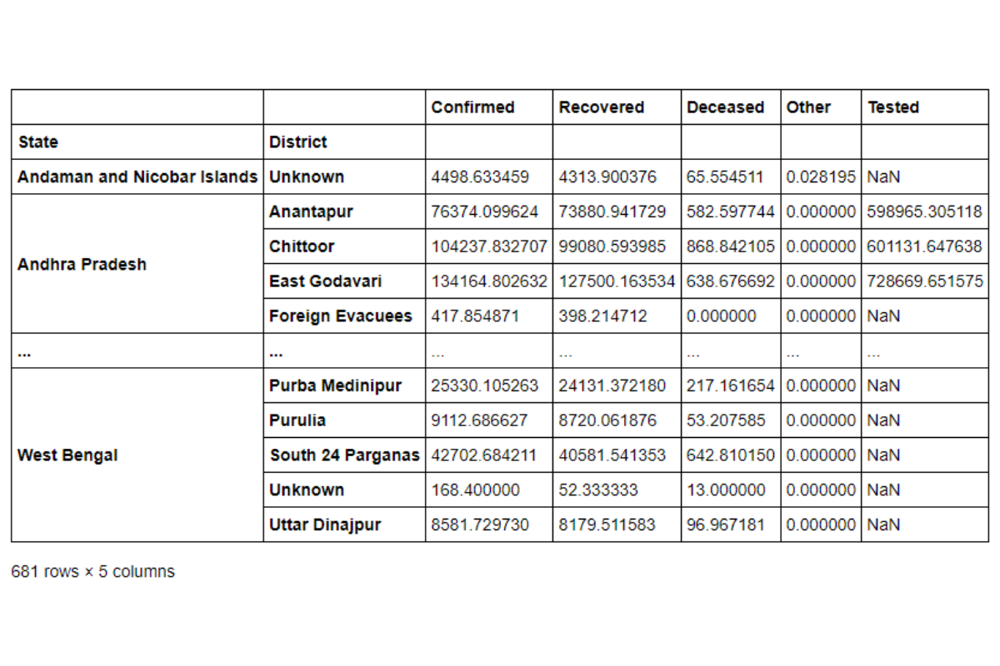 Confirmed Recovered Deceased Other Tested
State District
Andaman and Nicobar Islands Unknown 4498.633459 4313.900376 65.554511 0.028195 NaN
Andhra Pradesh Anantapur 76374.099624 73880.941729 582.597744 0.000000 598965.305118
Chittoor 104237.832707 99080.593985 868.842105 0.000000 601131.647638
East Godavari 134164.802632 127500.163534 638.676692 0.000000 728669.651575
Foreign Evacuees 417.854871 398.214712 0.000000 0.000000 NaN
... ... ... ... ... ... ...
West Bengal Purba Medinipur 25330.105263 24131.372180 217.161654 0.000000 NaN
Purulia 9112.686627 8720.061876 53.207585 0.000000 NaN
South 24 Parganas 42702.684211 40581.541353 642.810150 0.000000 NaN
Unknown 168.400000 52.333333 13.000000 0.000000 NaN
Uttar Dinajpur 8581.729730 8179.511583 96.967181 0.000000 NaN
681 rows × 5 columns